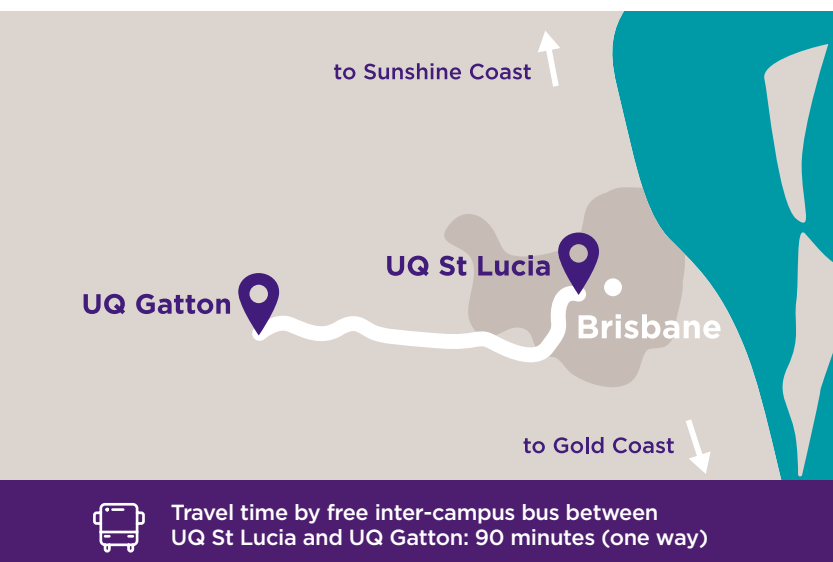 to Sunshine Coast
UQ St Lucia
UQ Gatton
Brisbane
to Gold Coast
Travel time by free inter-campus bus between
UQ St Lucia and UQ Gatton: 90 minutes (one way)